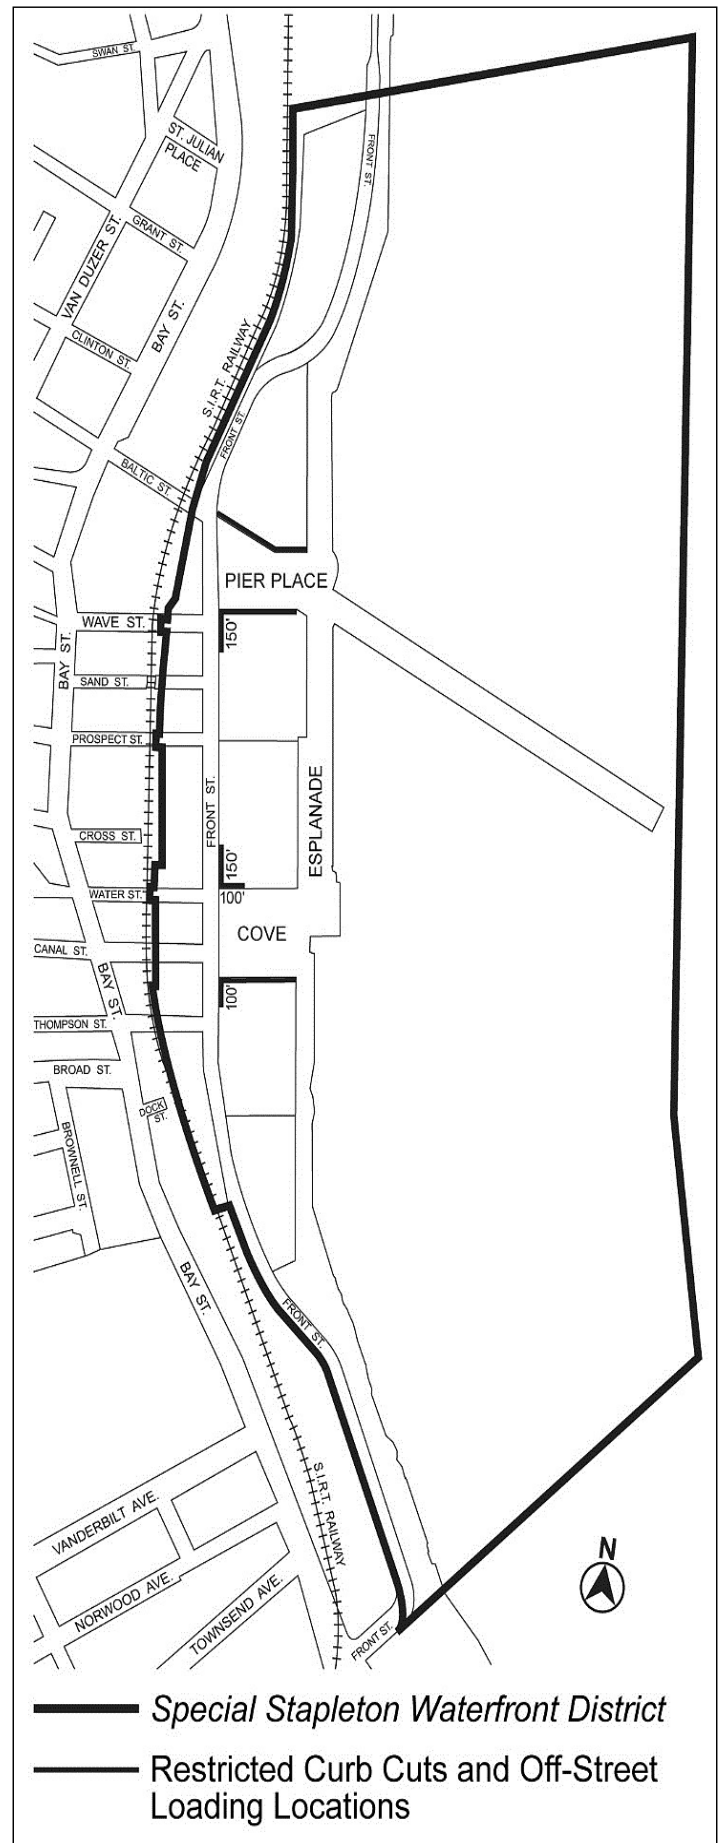 SWAN ST.
ST. JULIAN
PLACE
FRONT ST.
GRANT ST.
VAN DUZER ST.
BAY ST.
CLINTON ST.
S.I.R.T. RAILWAY
FRONT ST.
BALTIC ST.
PIER PLACE
WAVE ST.
150'
BAY ST.
SAND ST.
PROSPECT ST.
FRONT ST.
ESPLANADE
CROSS ST.
150'
WATER ST.
100'
COVE
CANAL ST.
BAY ST.
100'
THOMPSON ST.
BROAD ST.
DOCK
ST.
BROWNELL ST.
BAY ST.
FRONT ST.
S.I.R.T. RAILWAY
VANDERBILT AVE.
NORWOOD AVE.
TOWNSEND AVE.
FRONT ST.
N
Special Stapleton Waterfront District
Restricted Curb Cuts and Off-Street
Loading Locations